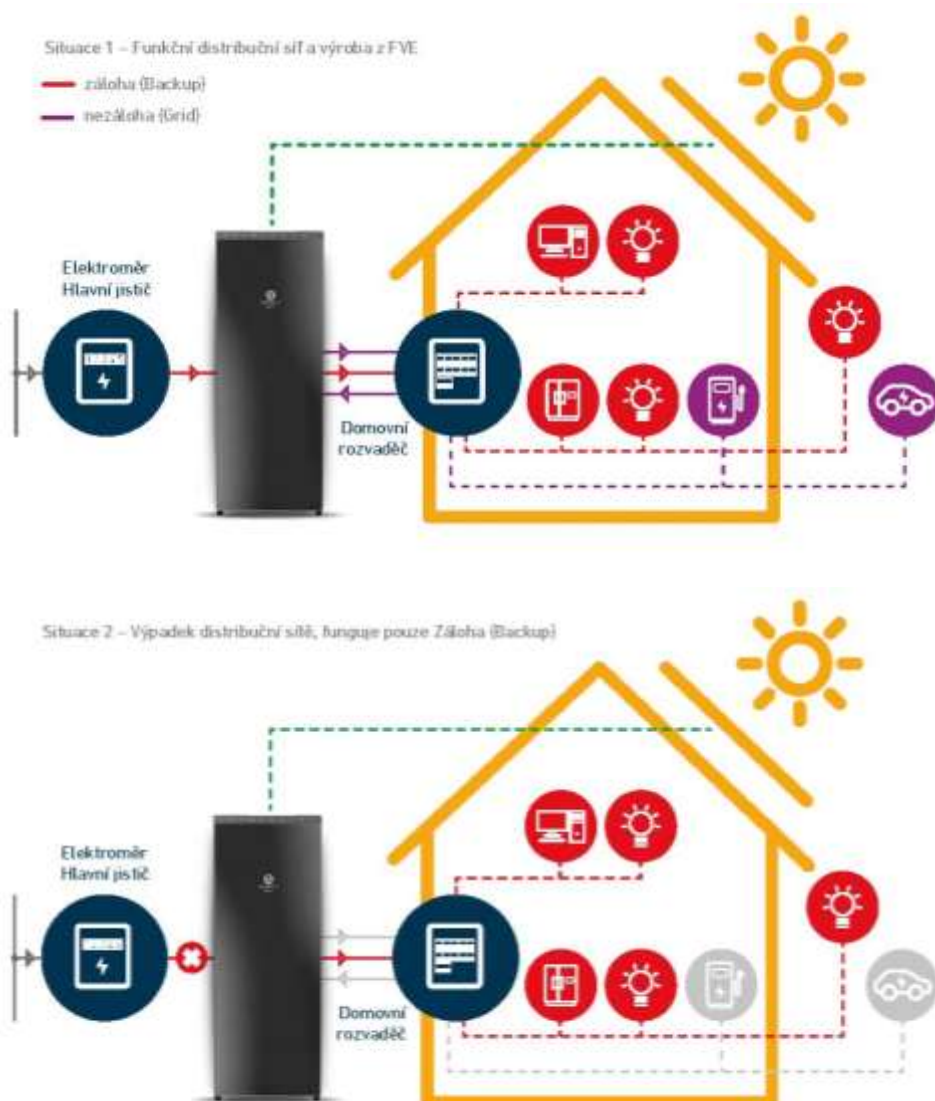 Situace 1 – Funkční distribuční síť a výroba z FVE
záloha (Backup)
nezáloha (Grid)
Elektroměr
Hlavní jistič
Domovní
rozvaděč
Situace 2 – Výpadek distribuční sítě, funguje pouze Záloha (Backup)
Elektroměr
Hlavní jistič
Domovní
rozvaděč